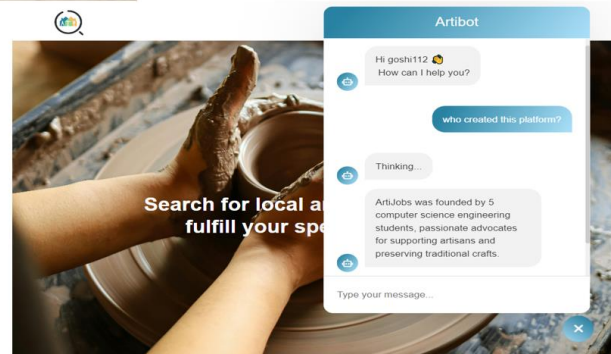 Artibot
Hi goshi112 👏
How can I help you?
who created this platform?
Thinking...
ArtiJobs was founded by 5
computer science engineering
students, passionate advocates
for supporting artisans and
preserving traditional crafts.
Type your message...
Search for local
fulfill your